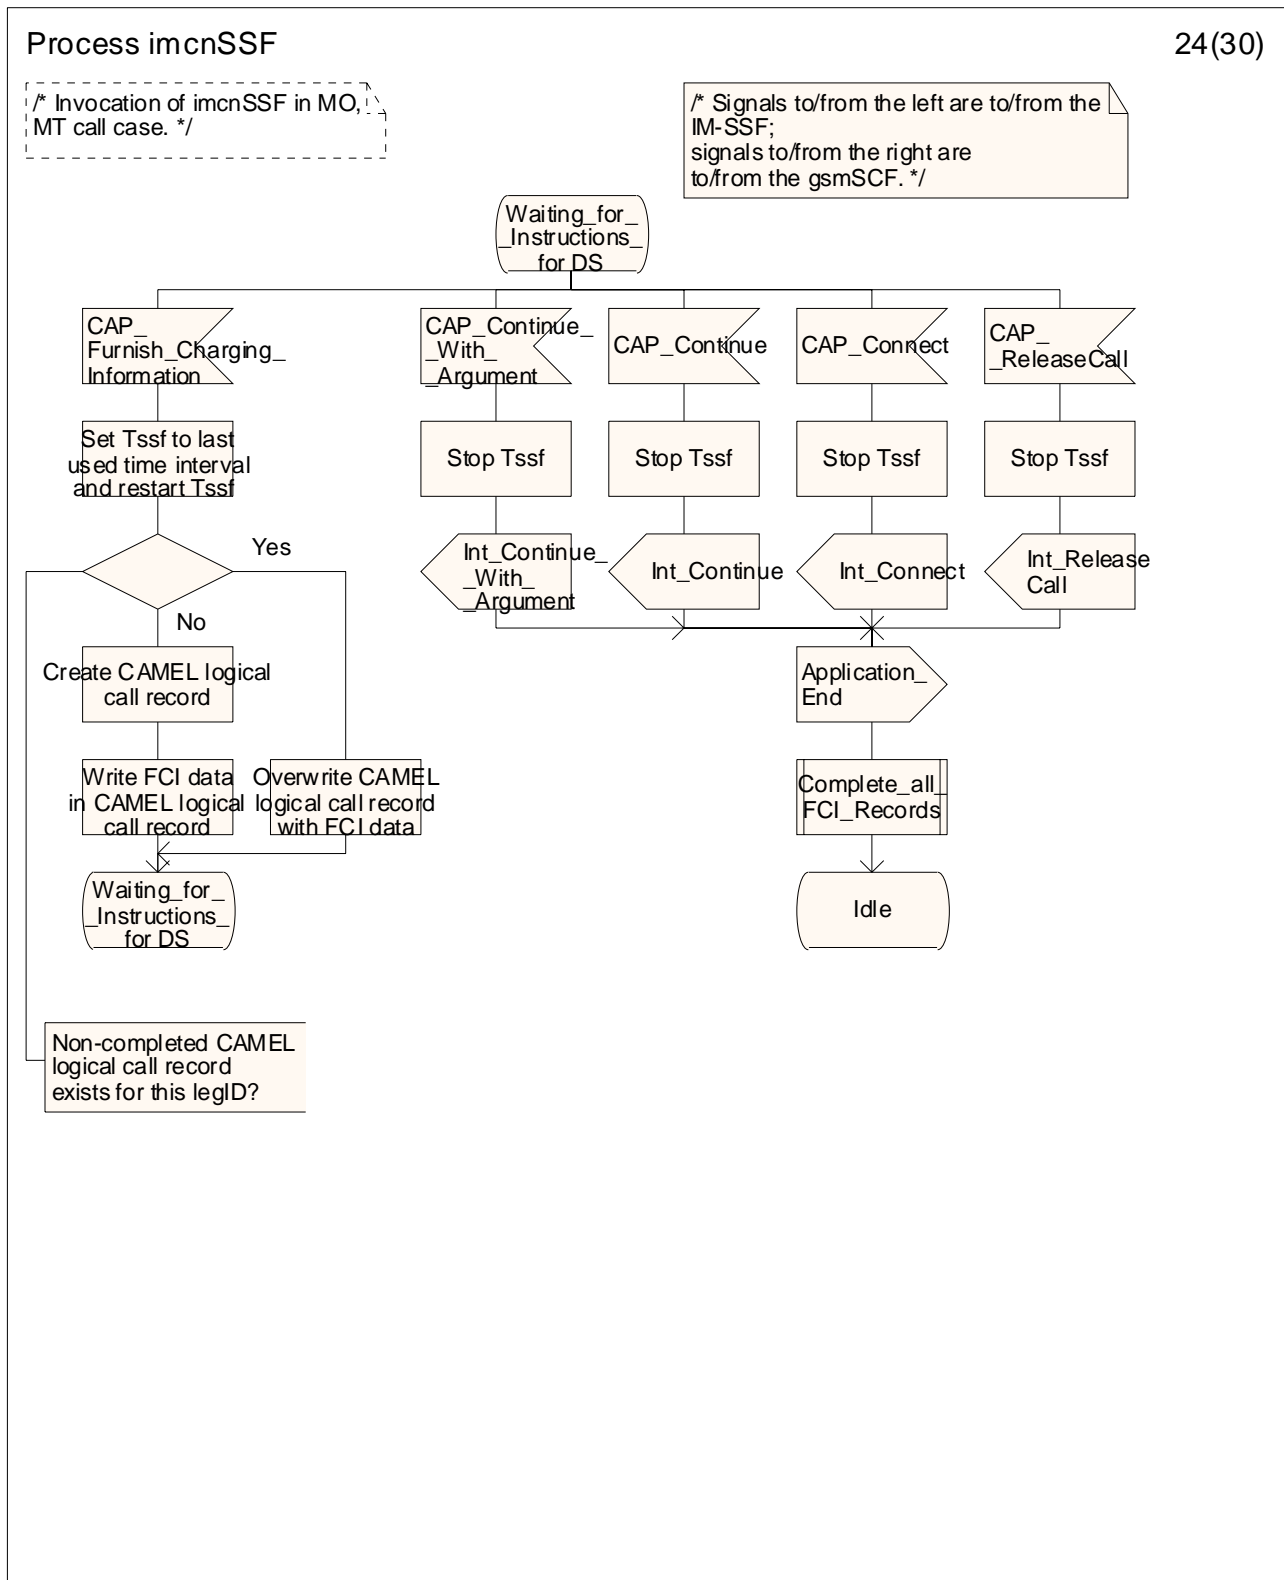 Process imcnSSF
24(30)
/* Invocation of imcnSSF in MO,
MT call case. */
/* Signals to/from the left are to/from the
IM-SSF;
signals to/from the right are
to/from the gsmSCF. */
Waiting_for_
_Instructions_
for DS
CAP_
Furnish_Charging_
Information
CAP_Continue_
_With_
_Argument
CAP_Continue
CAP_Connect
CAP_
_ReleaseCall
Set Tssf to last
used time interval
and restart Tssf
Stop Tssf
Stop Tssf
Stop Tssf
Stop Tssf
Yes
Int_Continue_
_With_
_Argument
Int_Continue
Int_Connect
Int_Release
Call
No
Create CAMEL logical
call record
Application_
End
Write FCI data
in CAMEL logical
call record
Overwrite CAMEL
logical call record
with FCI data
Complete_all_
FCI_Records
Waiting_for_
_Instructions_
for DS
Idle
Non-completed CAMEL
logical call record
exists for this legID?